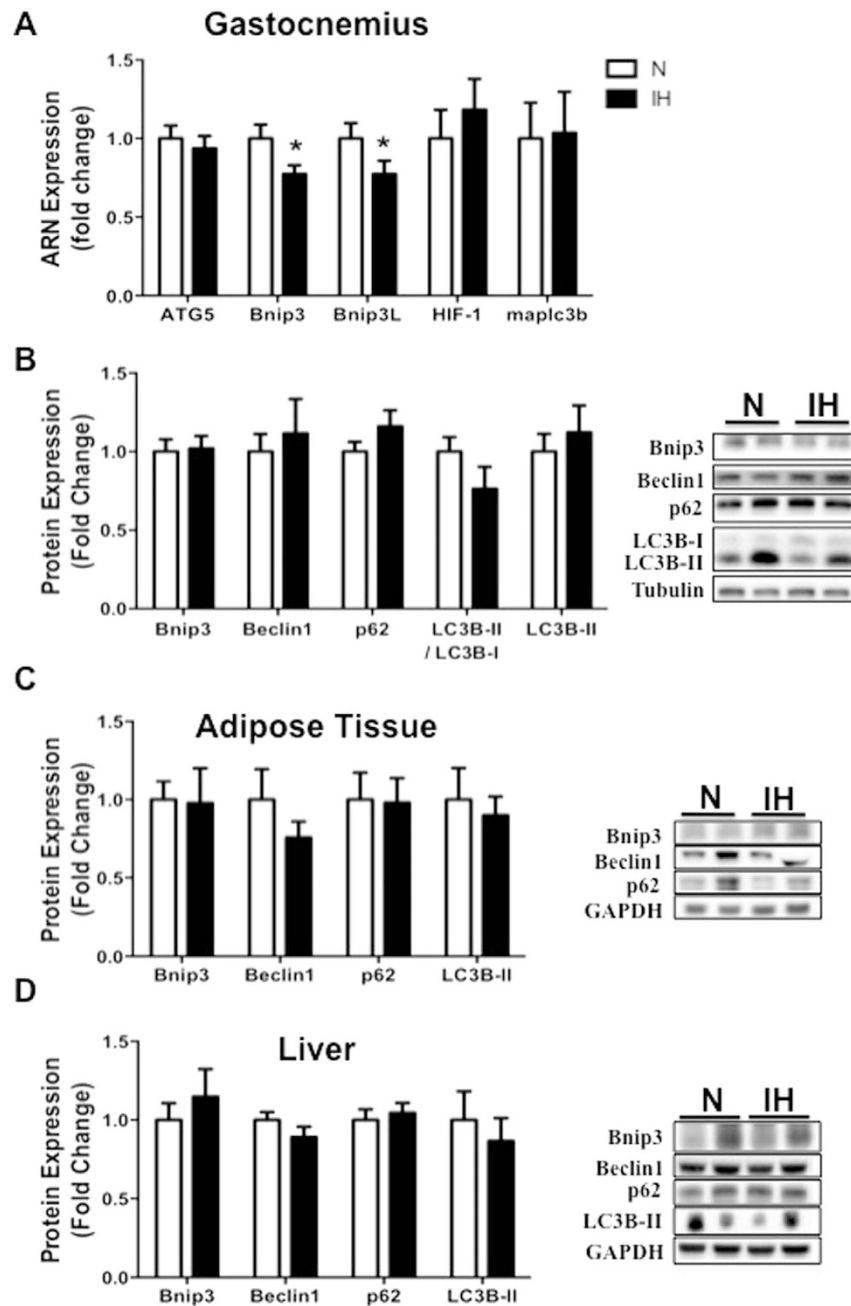 A
Gastocnemius
ARN Expression
(fold change)
1.5
1.0
0.5
0.0
N
IH
* *
ATG5 Bnip3 Bnip3L HIF-1 maplc3b
B
Protein Expression
(Fold Change)
1.5
1.0
0.5
0.0
Bnip3 Beclin1 p62 LC3B-II LC3B-II
/ LC3B-I
N IH
Bnip3
Beclin1
p62
LC3B-I
LC3B-II
Tubulin
C
Adipose Tissue
Protein Expression
(Fold Change)
1.5
1.0
0.5
0.0
Bnip3 Beclin1 p62 LC3B-II
N IH
Bnip3
Beclin1
p62
GAPDH
D
Liver
Protein Expression
(Fold Change)
1.5
1.0
0.5
0.0
Bnip3 Beclin1 p62 LC3B-II
N IH
Bnip3
Beclin1
p62
LC3B-II
GAPDH